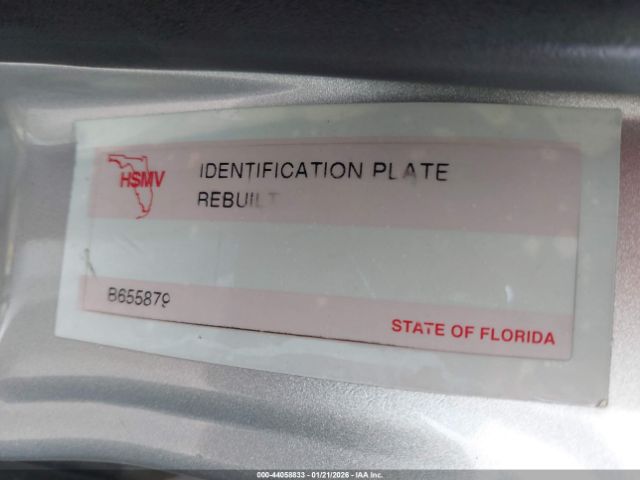 HSMV
IDENTIFICATION PLATE
REBUILT
B655879
STATE OF FLORIDA
000-44058833 - 01/21/2026 - IAA Inc.